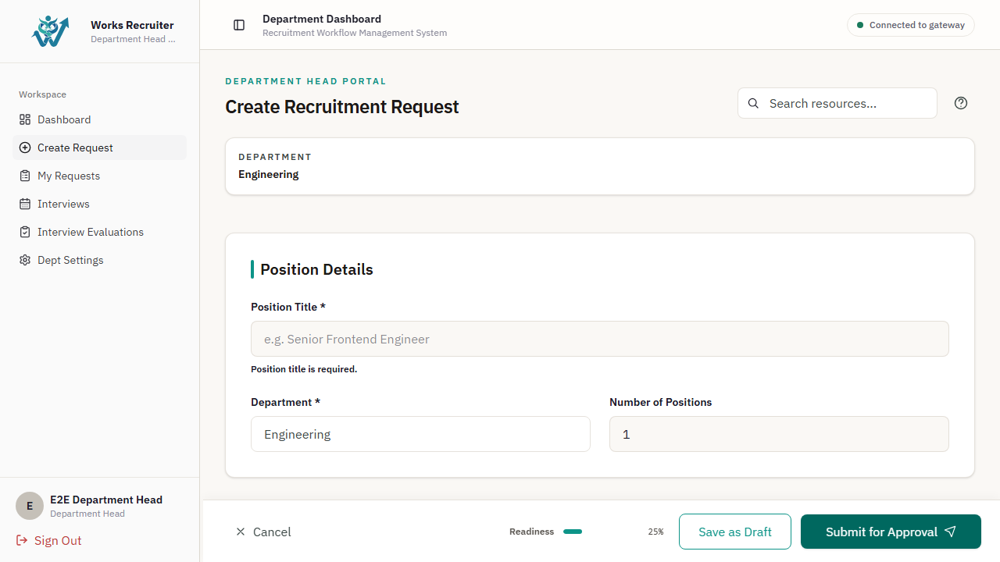 Works Recruiter
Department Head ...
Workspace
Dashboard
Create Request
My Requests
Interviews
Interview Evaluations
Dept Settings
E
E2E Department Head
Department Head
Sign Out
Department Dashboard
Recruitment Workflow Management System
Connected to gateway
DEPARTMENT HEAD PORTAL
Create Recruitment Request
Search resources...
DEPARTMENT
Engineering
Position Details
Position Title *
e.g. Senior Frontend Engineer
Position title is required.
Department *
Number of Positions
Engineering
1
Cancel
Readiness
25%
Save as Draft
Submit for Approval